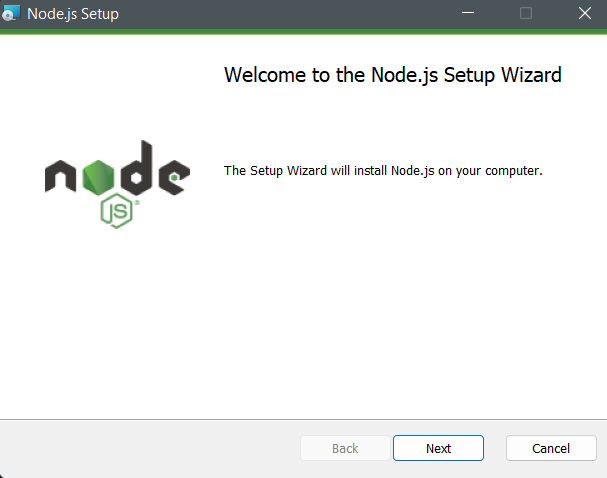 Node.js Setup
Welcome to the Node.js Setup Wizard
node
JS
®
The Setup Wizard will install Node.js on your computer.
Back
Next
Cancel